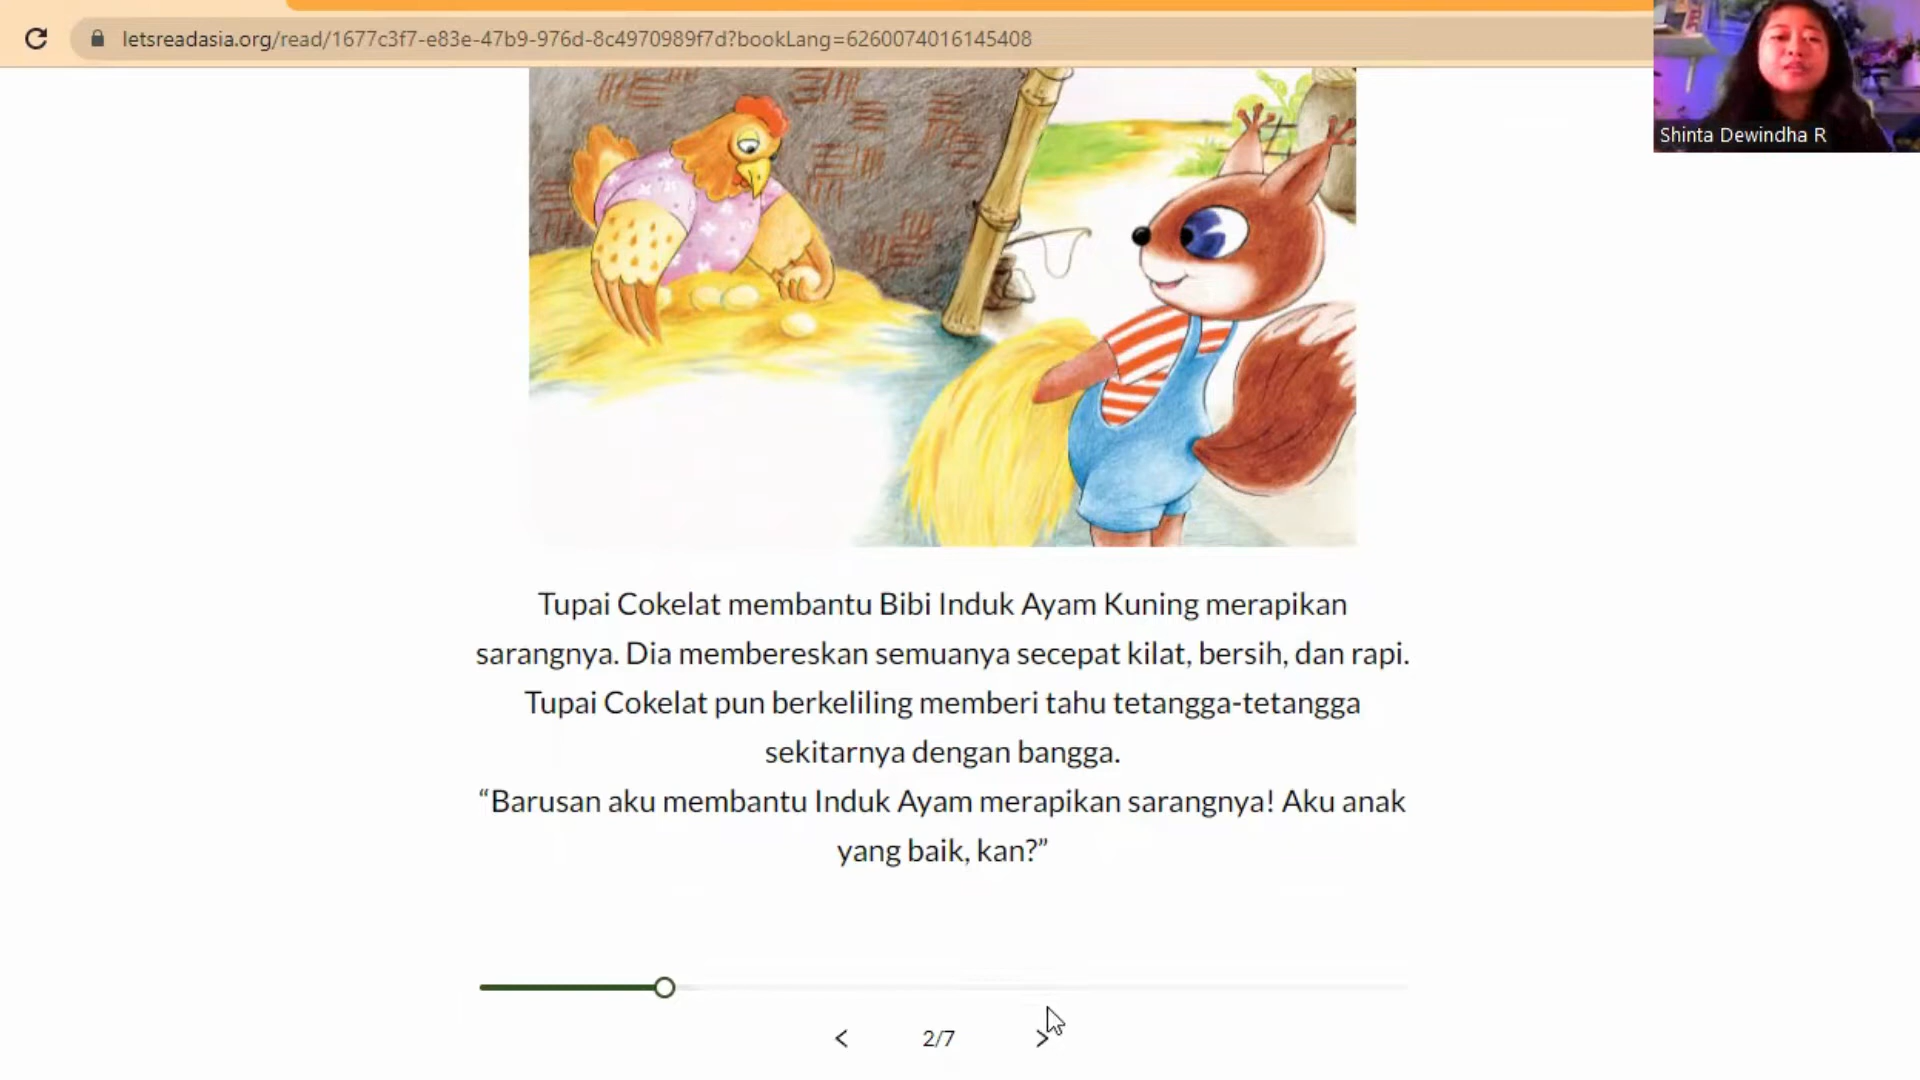 letsreadasia.org/read/1677c3f7-e83e-47b9-976d-8c4970989f7d?bookLang=6260074016145408
Shinta Dewindha R
Tupai Cokelat membantu Bibi Induk Ayam Kuning merapikan
sarangnya. Dia membereskan semuanya secepat kilat, bersih, dan rapi.
Tupai Cokelat pun berkeliling memberi tahu tetangga-tetangga
sekitarnya dengan bangga.
“Barusan aku membantu Induk Ayam merapikan sarangnya! Aku anak
yang baik, kan?”
2/7